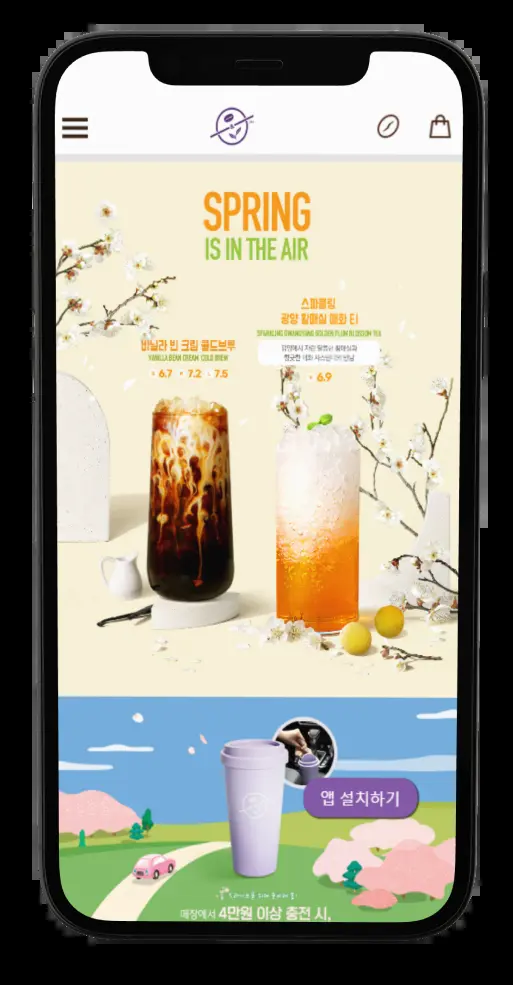 SPRING
IS IN THE AIR
바닐라 빈 크림 콜드브루
VANILLA BEAN CREAM COLD BREW
6.7 7.2 7.5
스파클링
광양 황매실 매화 티
SPARKLING GWANGYANG GOLDEN PLUM BLOSSOM TEA
6.9
앱 설치하기
매장에서 4만원 이상 충전 시,